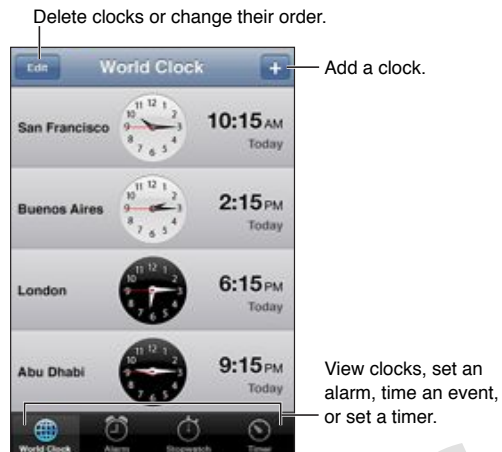 Delete clocks or change their order.
Edit
World Clock
+
Add a clock.
San Francisco
10:15 AM
Today
Buenos Aires
2:15 PM
Today
London
6:15 PM
Today
Abu Dhabi
9:15 PM
Today
View clocks, set an
alarm, time an event,
or set a timer.
World Clock
Alarm
Stopwatch
Timer